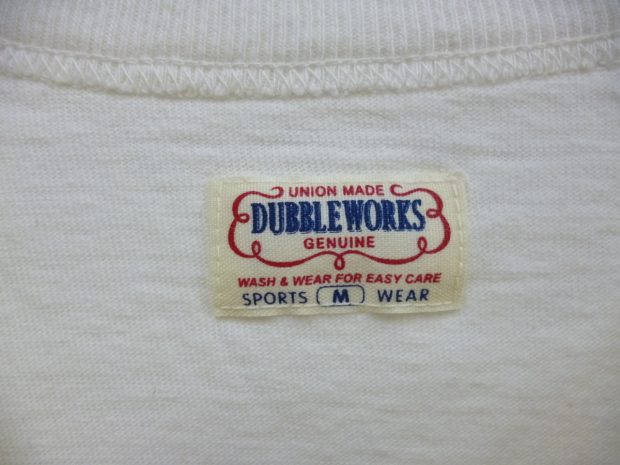 UNION MADE
DUBBLEWORKS
GENUINE
WASH & WEAR FOR EASY CARE
SPORTS M WEAR